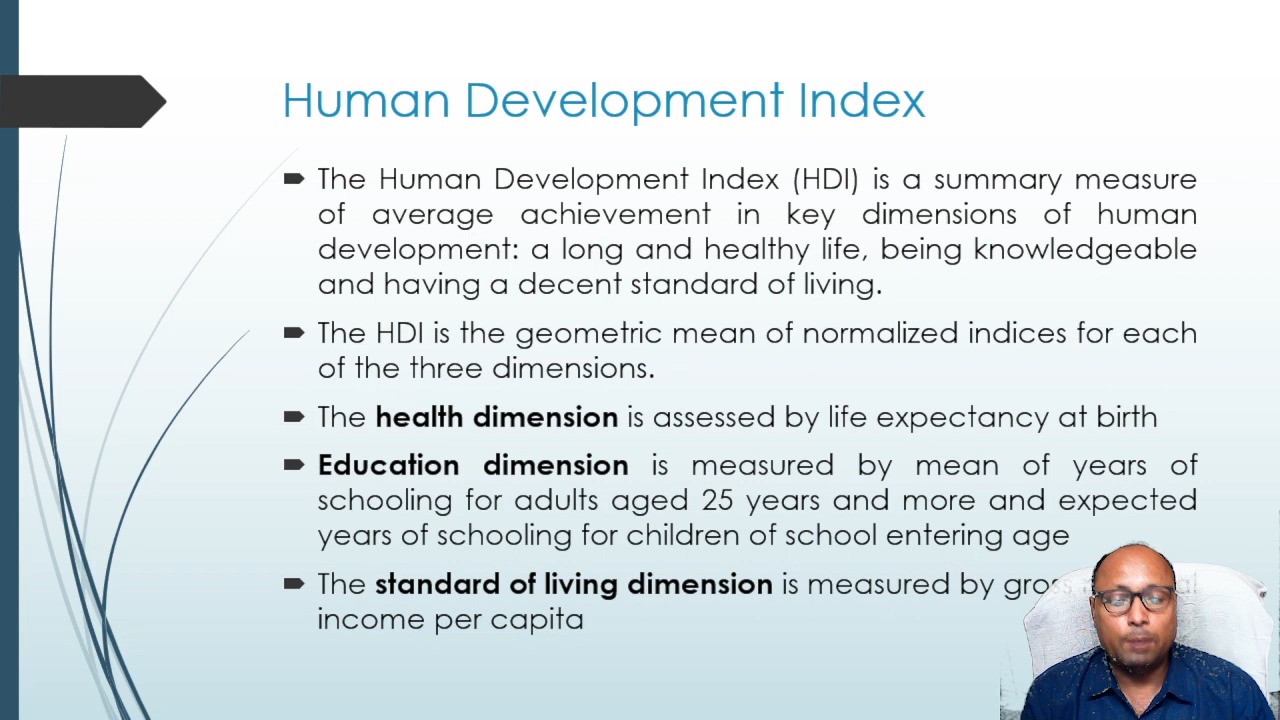 Human Development Index
The Human Development Index (HDI) is a summary measure
of average achievement in key dimensions of human
development: a long and healthy life, being knowledgeable
and having a decent standard of living.
The HDI is the geometric mean of normalized indices for each
of the three dimensions.
The health dimension is assessed by life expectancy at birth
Education dimension is measured by mean of years of
schooling for adults aged 25 years and more and expected
years of schooling for children of school entering age
The standard of living dimension is measured by gross
income per capita